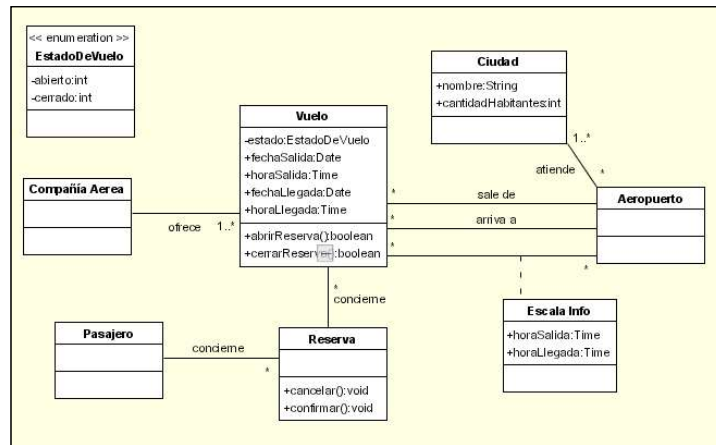 << enumeration >>
EstadoDeVuelo
-abierto:int
-cerrado:int
Ciudad
+nombre:String
+cantidadHabitantes:int
Vuelo
-estado:EstadoDeVuelo
+fechaSalida:Date
+horaSalida:Time
+fechaLlegada:Date
+horaLlegada:Time
+abrirReserva():boolean
:boolean
1..*
*
atiende
Compañía Aerea
ofrece
1..*
*
sale de
*
arriva a
*
*
Aeropuerto
*
concierne
Escala Info
+horaSalida:Time
+horaLlegada:Time
Pasajero
concierne
*
Reserva
+cancelar():void
+confirmar():void